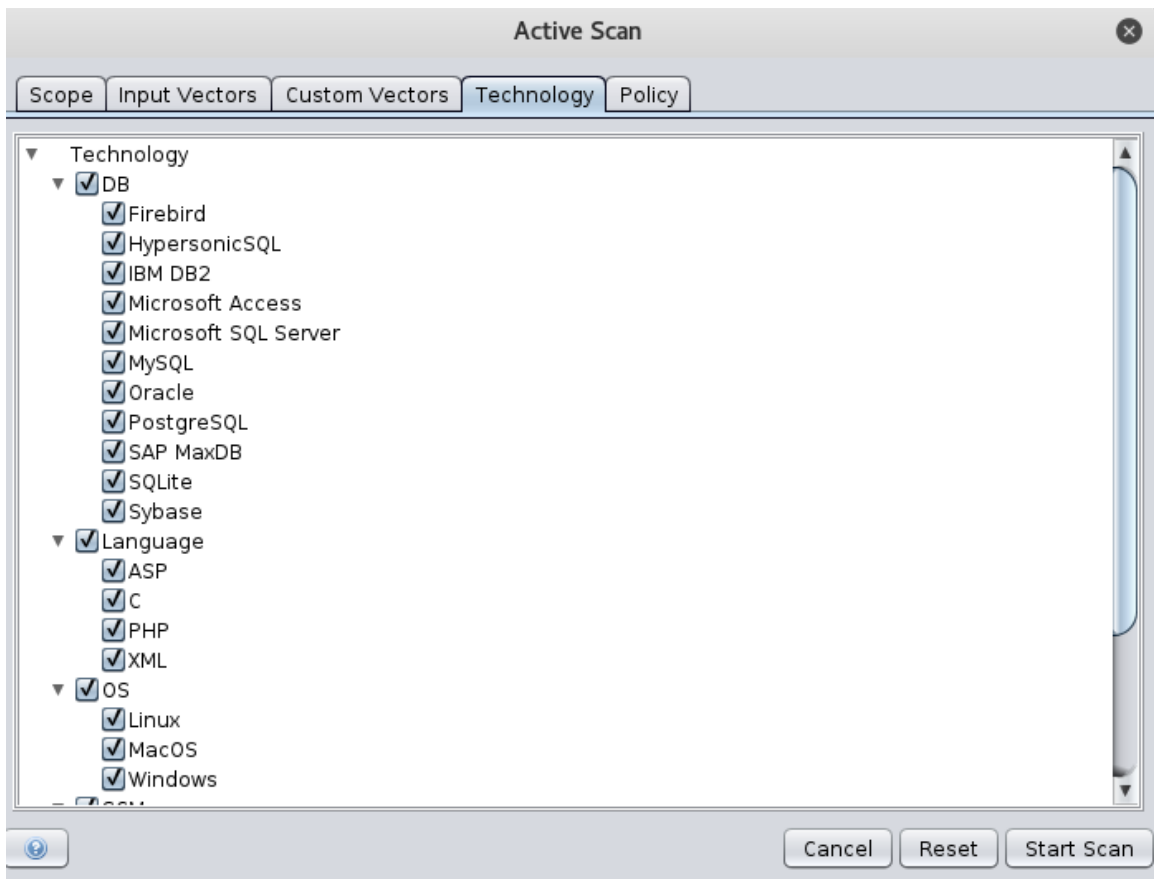 Active Scan
Scope Input Vectors Custom Vectors Technology Policy
Technology
DB
Firebird
HypersonicSQL
IBM DB2
Microsoft Access
Microsoft SQL Server
MySQL
Oracle
PostgreSQL
SAP MaxDB
SQLite
Sybase
Language
ASP
C
PHP
XML
OS
Linux
MacOS
Windows
Cancel Reset Start Scan